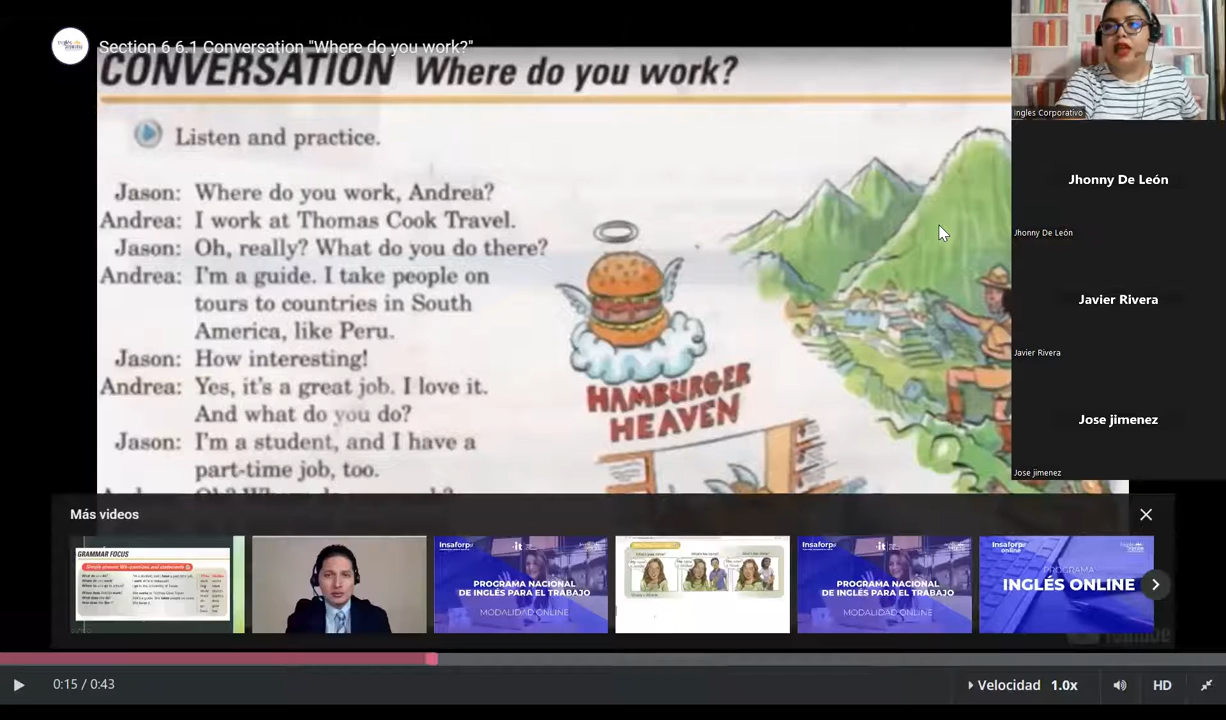 Section 6 6.1 Conversation "Where do you work?"
CONVERSATION Where do you work?
Listen and practice.
Jason: Where do you work, Andrea?
Andrea: I work at Thomas Cook Travel.
Jason: Oh, really? What do you do there?
Andrea: I'm a guide. I take people on
tours to countries in South
America, like Peru.
Jason: How interesting!
Andrea: Yes, it's a great job. I love it.
And what do you do?
Jason: I'm a student, and I have a
part-time job, too.
HAMBURGER
HEAVEN
Ingles Corporativo
Jhonny De León
Jhonny De León
Javier Rivera
Javier Rivera
Jose jimenez
Jose jimenez
Más videos
GRAMMAR FOCUS
Insaforp
PROGRAMA NACIONAL
DE INGLÉS PARA EL TRABAJO
MODALIDAD ONLINE
Insaforp
PROGRAMA NACIONAL
DE INGLÉS PARA EL TRABAJO
MODALIDAD ONLINE
Insaforp
online
PROGRAMA
INGLÉS ONLINE
0:15 / 0:43
Velocidad 1.0x
HD